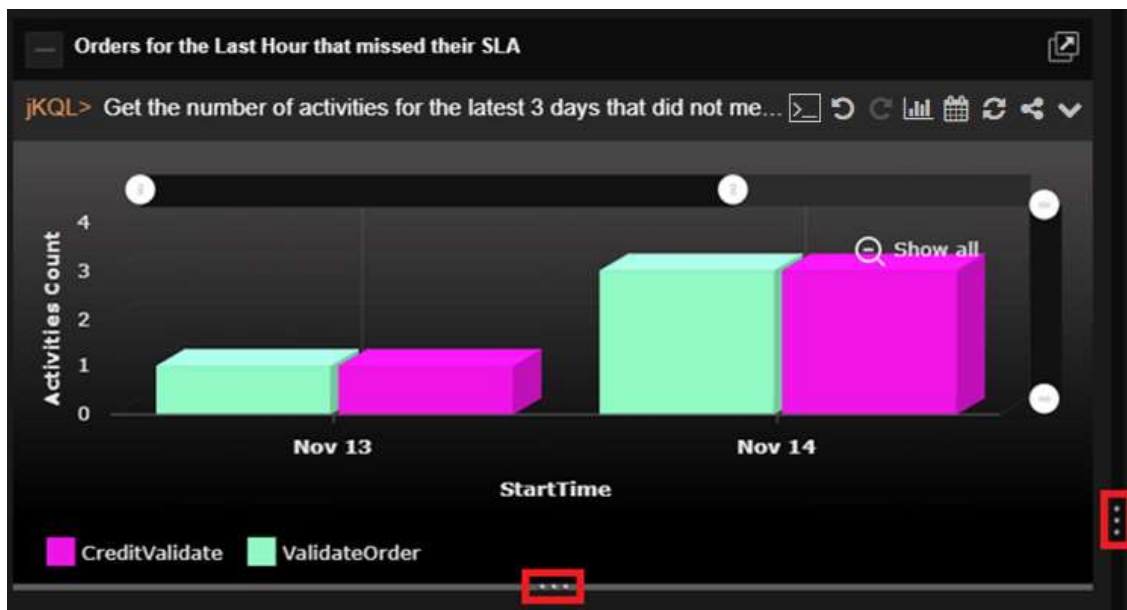 Orders for the Last Hour that missed their SLA
jKQL> Get the number of activities for the latest 3 days that did not me...
Show all
Activities Count
4
3
2
1
0
Nov 13
Nov 14
StartTime
CreditValidate
ValidateOrder